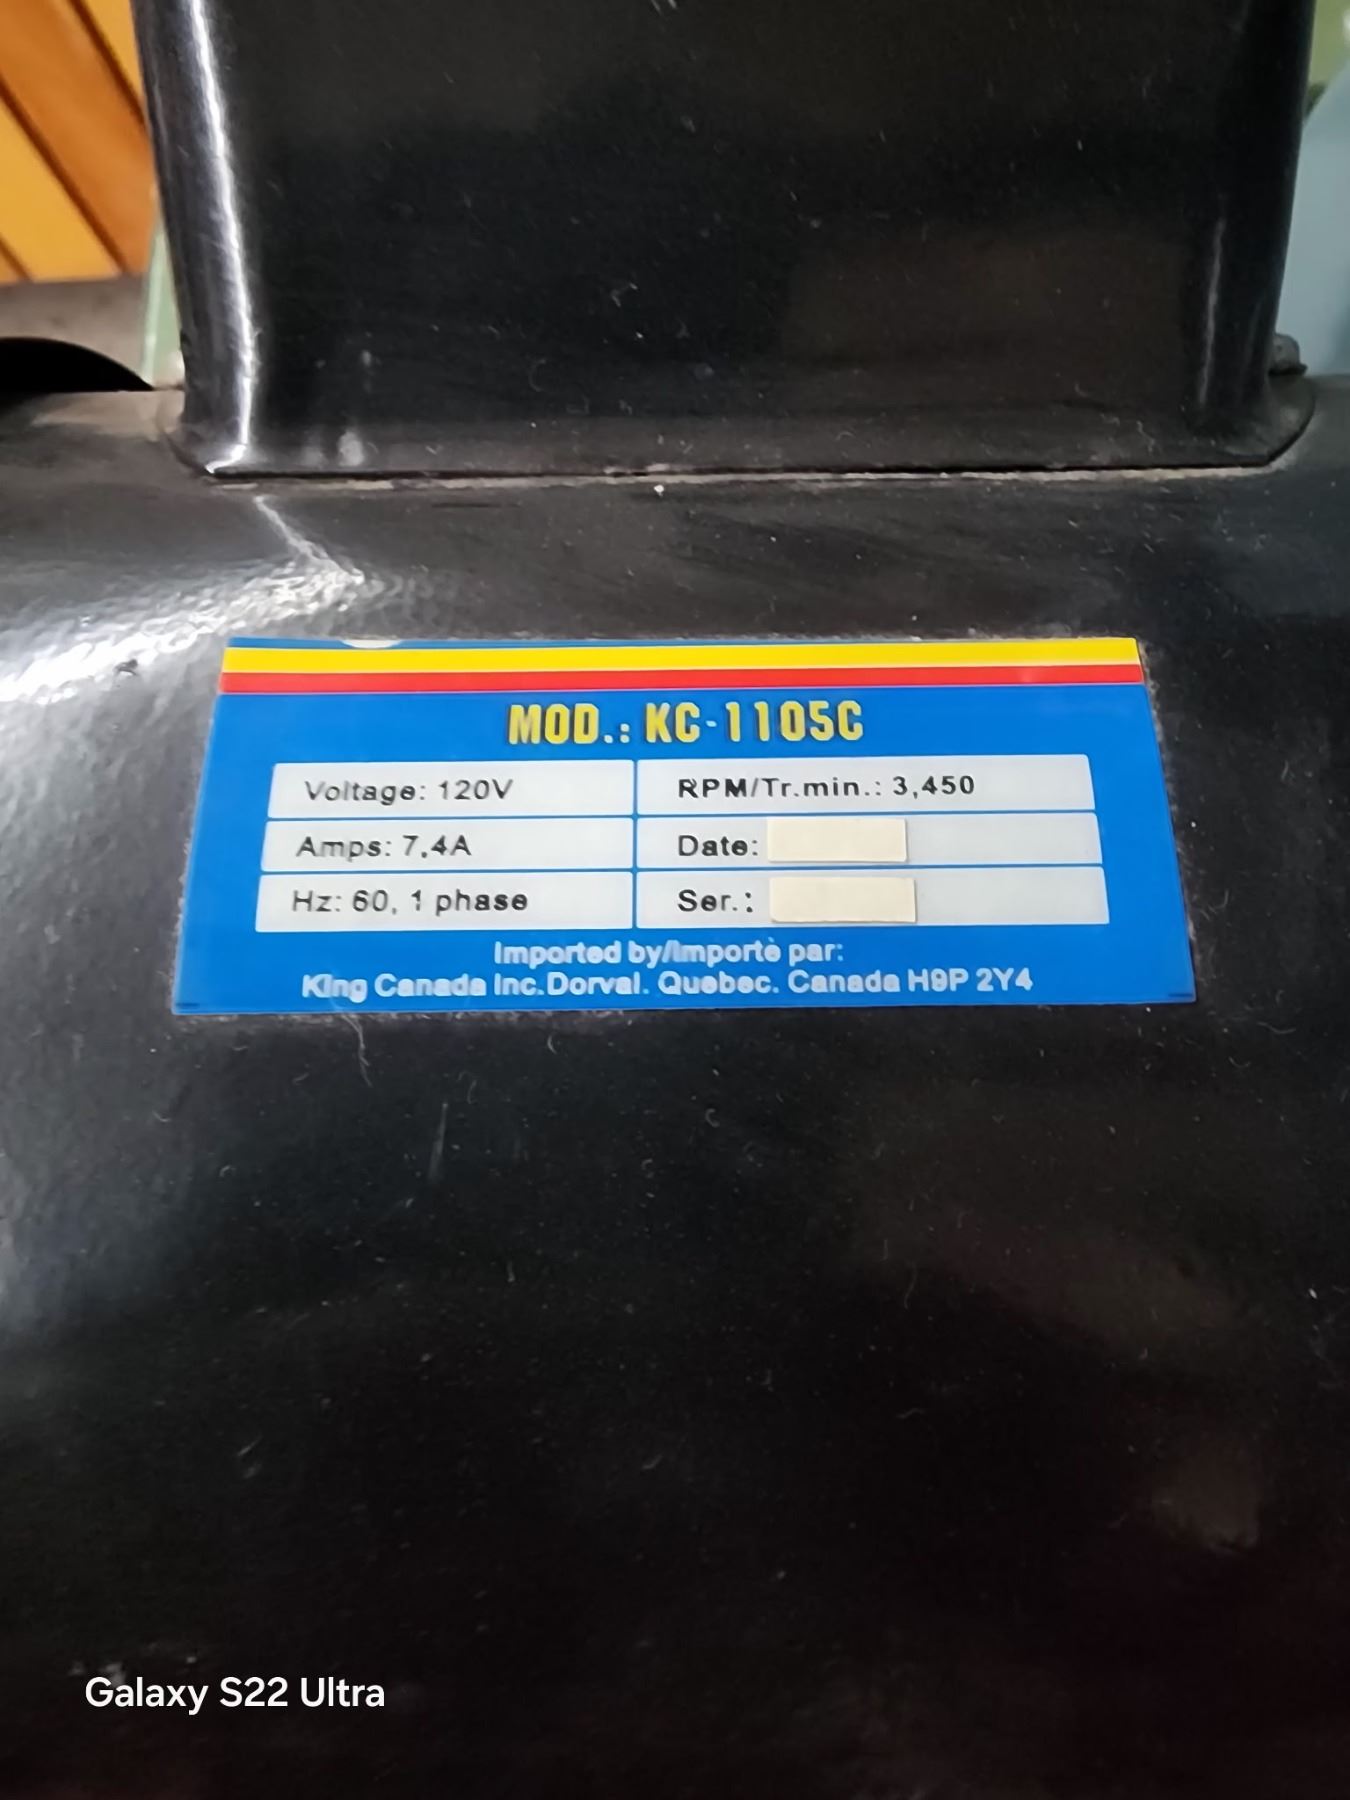 MOD.: KC-1105C
Voltage: 120V
RPM/Tr.min.: 3,450
Amps: 7.4A
Date:
Hz: 60, 1 phase
Ser.:
Imported by/Importè par:
King Canada Inc.Dorval. Quebec. Canada H9P 2Y4
Galaxy S22 Ultra